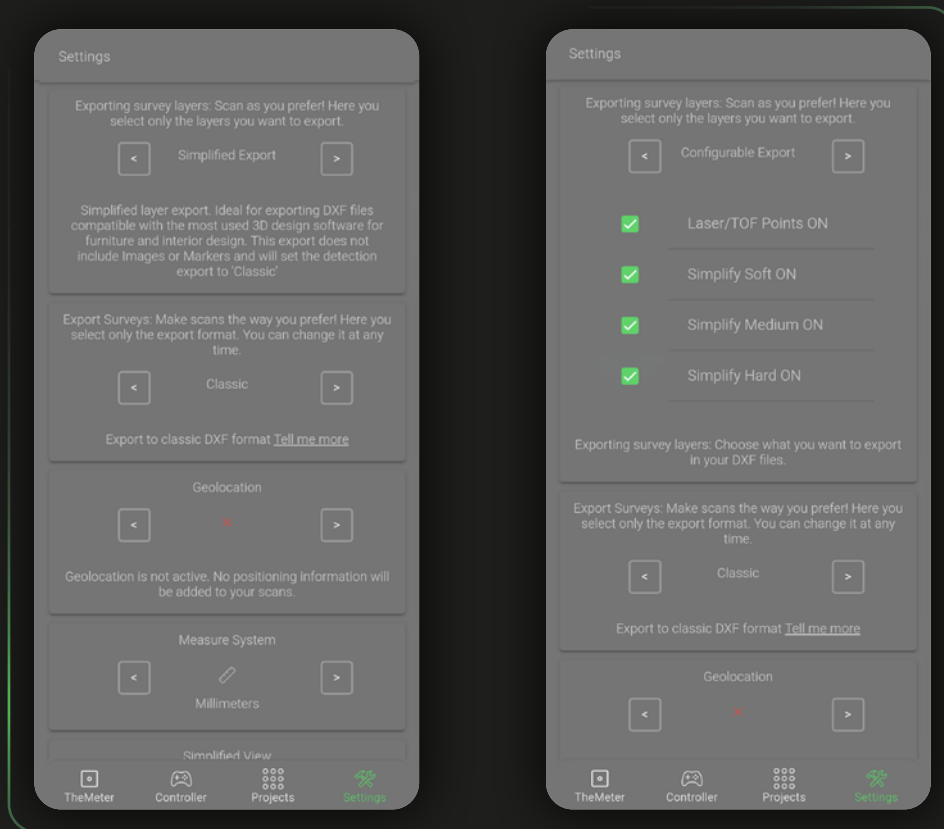 Settings
Exporting survey layers: Scan as you prefer! Here you
select only the layers you want to export.
<
Simplified Export
>
Simplified layer export. Ideal for exporting DXF files
compatible with the most used 3D design software for
furniture and interior design. This export does not
include Images or Markers and will set the detection
export to 'Classic'
Export Surveys: Make scans the way you prefer! Here you
select only the export format. You can change it at any
time.
<
Classic
>
Export to classic DXF format Tell me more
Geolocation
<
>
Geolocation is not active. No positioning information will
be added to your scans.
Measure System
<
>
Millimeters
Simplified View
TheMeter
Controller
Projects
Settings
Settings
Exporting survey layers: Scan as you prefer! Here you
select only the layers you want to export.
<
Configurable Export
>
Laser/TOF Points ON
Simplify Soft ON
Simplify Medium ON
Simplify Hard ON
Exporting survey layers: Choose what you want to export
in your DXF files.
Export Surveys: Make scans the way you prefer! Here you
select only the export format. You can change it at any
time.
<
Classic
>
Export to classic DXF format Tell me more
Geolocation
<
>
TheMeter
Controller
Projects
Settings